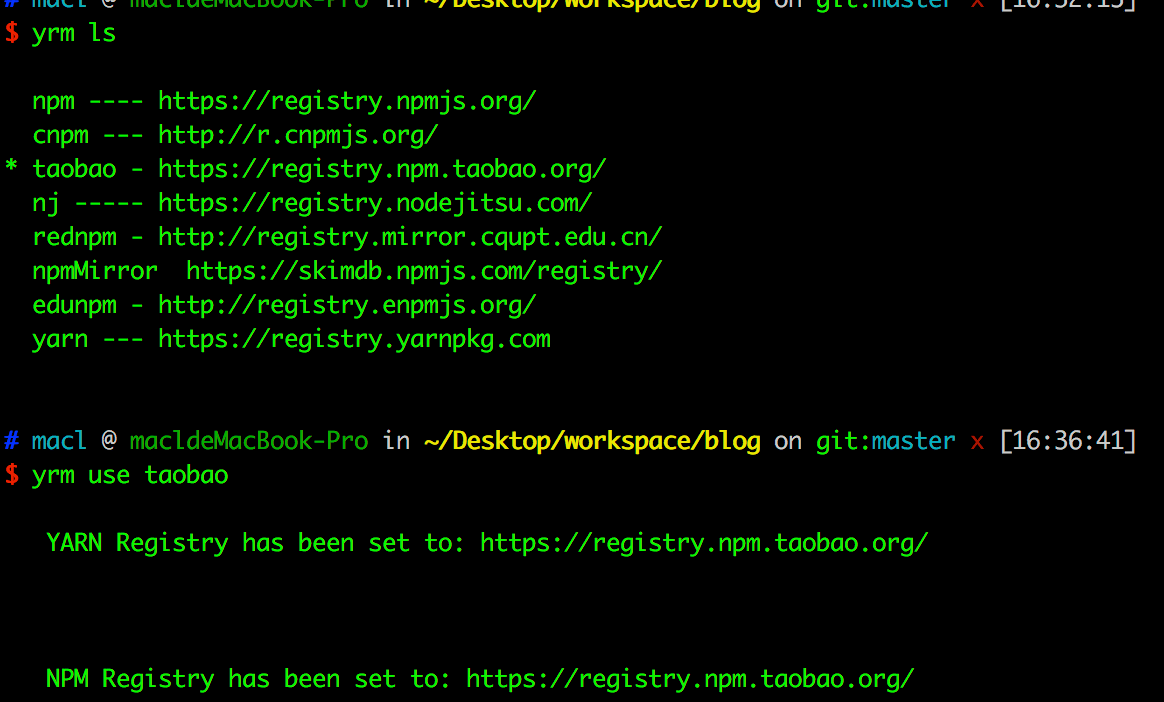 # macl @ macldeMacBook-Pro in ~/Desktop/workspace/blog on git:master x [16:32:13]
$ yrm ls
npm ---- https://registry.npmjs.org/
cnpm --- http://r.cnpmjs.org/
* taobao - https://registry.npm.taobao.org/
nj ----- https://registry.nodejitsu.com/
rednpm - http://registry.mirror.cqupt.edu.cn/
npmMirror  https://skimdb.npmjs.com/registry/
edunpm - http://registry.enpmjs.org/
yarn --- https://registry.yarnpkg.com
# macl @ macldeMacBook-Pro in ~/Desktop/workspace/blog on git:master x [16:36:41]
$ yrm use taobao
YARN Registry has been set to: https://registry.npm.taobao.org/
NPM Registry has been set to: https://registry.npm.taobao.org/